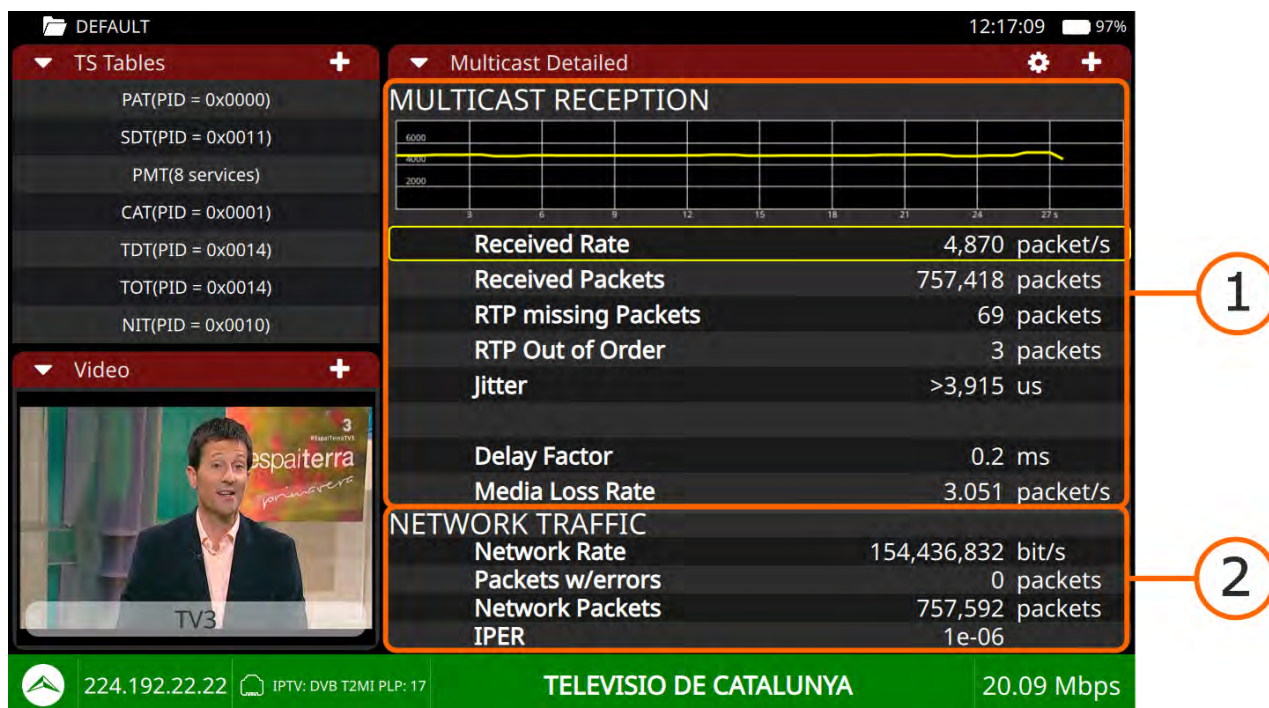 DEFAULT
12:17:09 97%
TS Tables
PAT(PID = 0x0000)
SDT(PID = 0x0011)
PMT(8 services)
CAT(PID = 0x0001)
TDT(PID = 0x0014)
TOT(PID = 0x0014)
NIT(PID = 0x0010)
Video
3
#EspaiTerraTV3
espaiterra
primavera
TV3
Multicast Detailed
MULTICAST RECEPTION
6000
4000
2000
3 6 9 12 15 18 21 24 27 s
Received Rate 4,870 packet/s
Received Packets 757,418 packets
RTP missing Packets 69 packets
RTP Out of Order 3 packets
Jitter >3,915 us
Delay Factor 0.2 ms
Media Loss Rate 3.051 packet/s
1
NETWORK TRAFFIC
Network Rate 154,436,832 bit/s
Packets w/errors 0 packets
Network Packets 757,592 packets
IPER 1e-06
2
224.192.22.22 IPTV: DVB T2MI PLP: 17 TELEVISIO DE CATALUNYA 20.09 Mbps